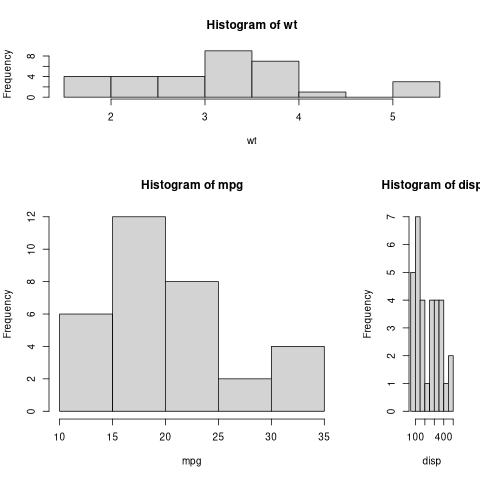 Histogram of wt
Frequency
0 4 8
2 3 4 5
wt
Histogram of mpg
Frequency
0 2 4 6 8 10 12
10 15 20 25 30 35
mpg
Histogram of disp
Frequency
0 1 2 3 4 5 6 7
100 400
disp